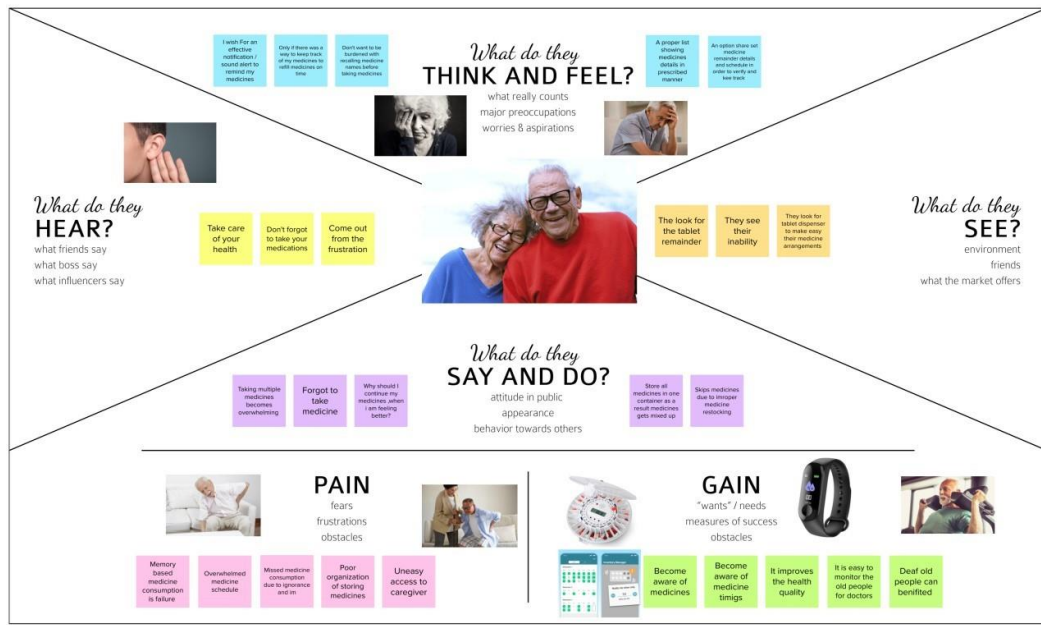 I wish For an
effective
notification /
sound alert to
remind my
medicines
Only if there was a
way to keep track
of my medicines to
refill medicines on
time
Don't want to be
burdened with
recalling medicine
names before
taking medicines
What do they
THINK AND FEEL?
what really counts
major preoccupations
worries & aspirations
A proper list
showing
medicines
details in
prescribed
manner
An option share set
medicine
remainder details
and schedule in
order to verify and
kee track
What do they
HEAR?
what friends say
what boss say
what influencers say
Take care
of your
health
Don't forgot
to take your
medications
Come out
from the
frustration
The look for
the tablet
remainder
They see
their
inability
They look for
tablet dispenser
to make easy
their medicine
arrangements
What do they
SEE?
environment
friends
what the market offers
What do they
SAY AND DO?
attitude in public
appearance
behavior towards others
Taking multiple
medicines
becomes
overwhelming
Forgot to
take
medicine
Why should I
continue my
medicines ,when
i am feeling
better?
Store all
medicines in one
container as a
result medicines
gets mixed up
Skips medicines
due to imroper
medicine
restocking
PAIN
fears
frustrations
obstacles
Memory
based
medicine
consumption
is failure
Overwhelmed
medicine
schedule
Missed medicine
consumption
due to ignorance
and im
Poor
organization
of storing
medicines
Uneasy
access to
caregiver
GAIN
"wants" / needs
measures of success
obstacles
Become
aware of
medicines
Become
aware of
medicine
timigs
It improves
the health
quality
It is easy to
monitor the
old people
for doctors
Deaf old
people can
benifited